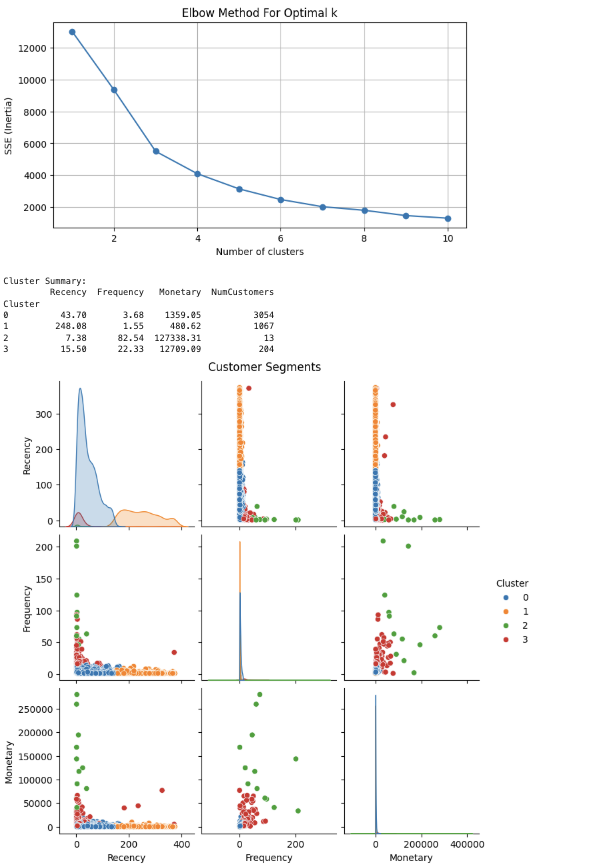 Elbow Method For Optimal k
12000
10000
8000
6000
4000
2000
SSE (Inertia)
2 4 6 8 10
Number of clusters
Cluster Summary:
Recency Frequency Monetary NumCustomers
Cluster
0 43.70 3.68 1359.05 3054
1 248.08 1.55 480.62 1067
2 7.38 82.54 127338.31 13
3 15.50 22.33 12709.09 204
Customer Segments
300
200
100
0
Recency
200
150
100
50
0
Frequency
Cluster
0
1
2
3
250000
200000
150000
100000
50000
0
Monetary
0 200 400
0 200
0 200000 400000
Recency Frequency Monetary